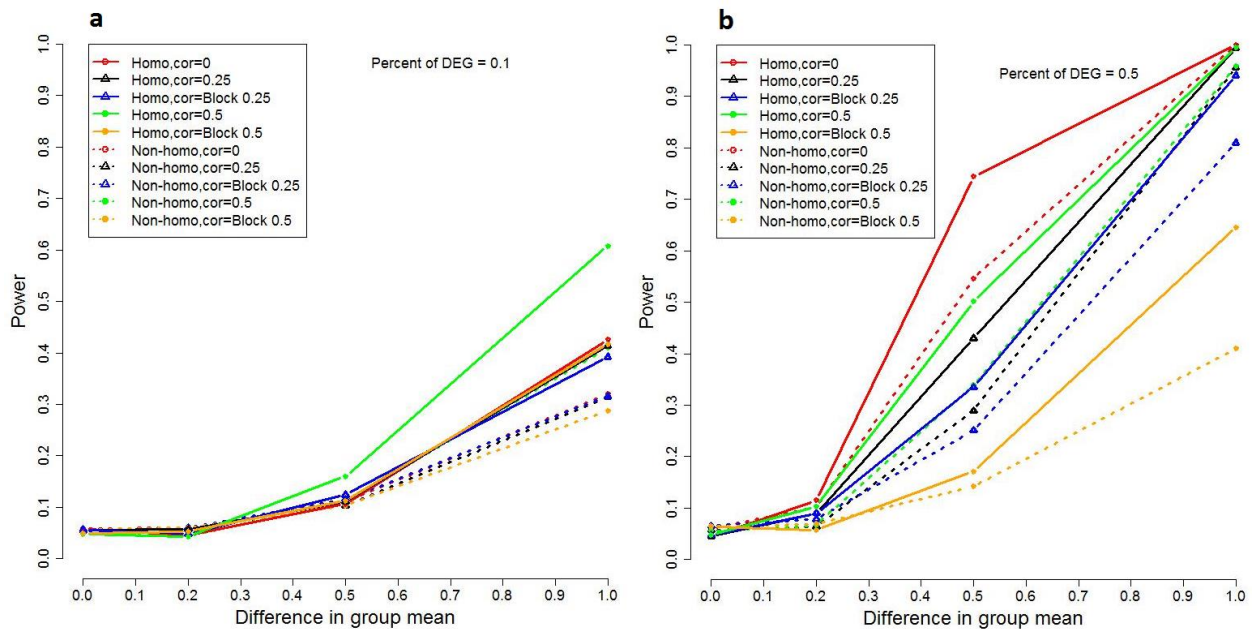 a
Percent of DEG = 0.1
Homo,cor=0
Homo,cor=0.25
Homo,cor=Block 0.25
Homo,cor=0.5
Homo,cor=Block 0.5
Non-homo,cor=0
Non-homo,cor=0.25
Non-homo,cor=Block 0.25
Non-homo,cor=0.5
Non-homo,cor=Block 0.5
Power
1.0
0.9
0.8
0.7
0.6
0.5
0.4
0.3
0.2
0.1
0.0
0.0 0.1 0.2 0.3 0.4 0.5 0.6 0.7 0.8 0.9 1.0
Difference in group mean
b
Percent of DEG = 0.5
Homo,cor=0
Homo,cor=0.25
Homo,cor=Block 0.25
Homo,cor=0.5
Homo,cor=Block 0.5
Non-homo,cor=0
Non-homo,cor=0.25
Non-homo,cor=Block 0.25
Non-homo,cor=0.5
Non-homo,cor=Block 0.5
Power
1.0
0.9
0.8
0.7
0.6
0.5
0.4
0.3
0.2
0.1
0.0
0.0 0.1 0.2 0.3 0.4 0.5 0.6 0.7 0.8 0.9 1.0
Difference in group mean